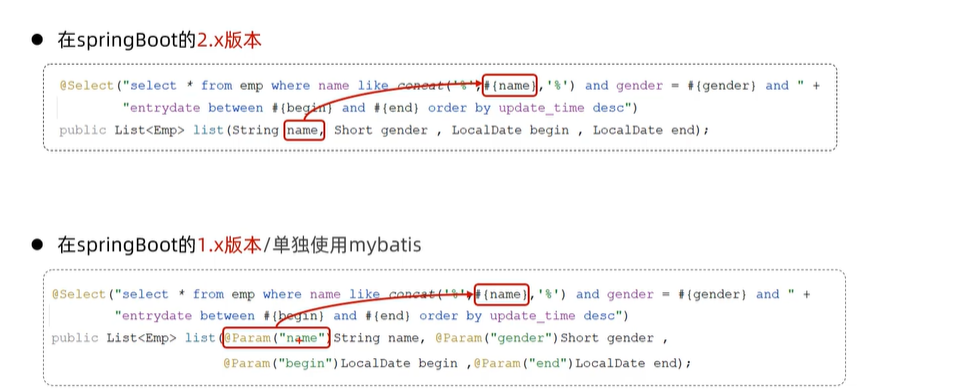 ● 在springBoot的2.x版本
@Select("select * from emp where name like concat('%',#{name},'%') and gender = #{gender} and " +
"entrydate between #{begin} and #{end} order by update_time desc")
public List<Emp> list(String name, Short gender , LocalDate begin , LocalDate end);
● 在springBoot的1.x版本/单独使用mybatis
@Select("select * from emp where name like concat('%',#{name},'%') and gender = #{gender} and " +
"entrydate between #{begin} and #{end} order by update_time desc")
public List<Emp> list(@Param("name")String name, @Param("gender")Short gender ,
@Param("begin")LocalDate begin ,@Param("end")LocalDate end);